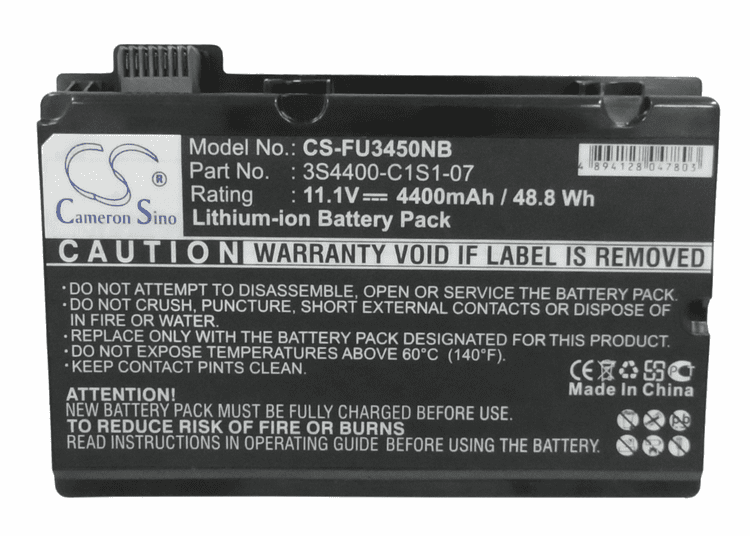 CS®
Cameron Sino
Model No.: CS-FU3450NB
Part No. : 3S4400-C1S1-07
Rating : 11.1V 4400mAh / 48.8 Wh
Lithium-ion Battery Pack
4 894128 047803
CAUTION WARRANTY VOID IF LABEL IS REMOVED
• DO NOT ATTEMPT TO DISASSEMBLE, OPEN OR SERVICE THE BATTERY PACK.
• DO NOT CRUSH, PUNCTURE, SHORT EXTERNAL CONTACTS OR DISPOSE OF
IN FIRE OR WATER.
• REPLACE ONLY WITH THE BATTERY PACK DESIGNATED FOR THIS PRODUCT.
• DO NOT EXPOSE TEMPERATURES ABOVE 60°C (140°F).
• KEEP CONTACT PINTS CLEAN.
CE
Made in China
ATTENTION!
NEW BATTERY PACK MUST BE FULLY CHARGED BEFORE USE.
TO REDUCE RISK OF FIRE OR BURNS
READ INSTRUCTIONS IN OPERATING GUIDE BEFORE USING THE BATTERY.